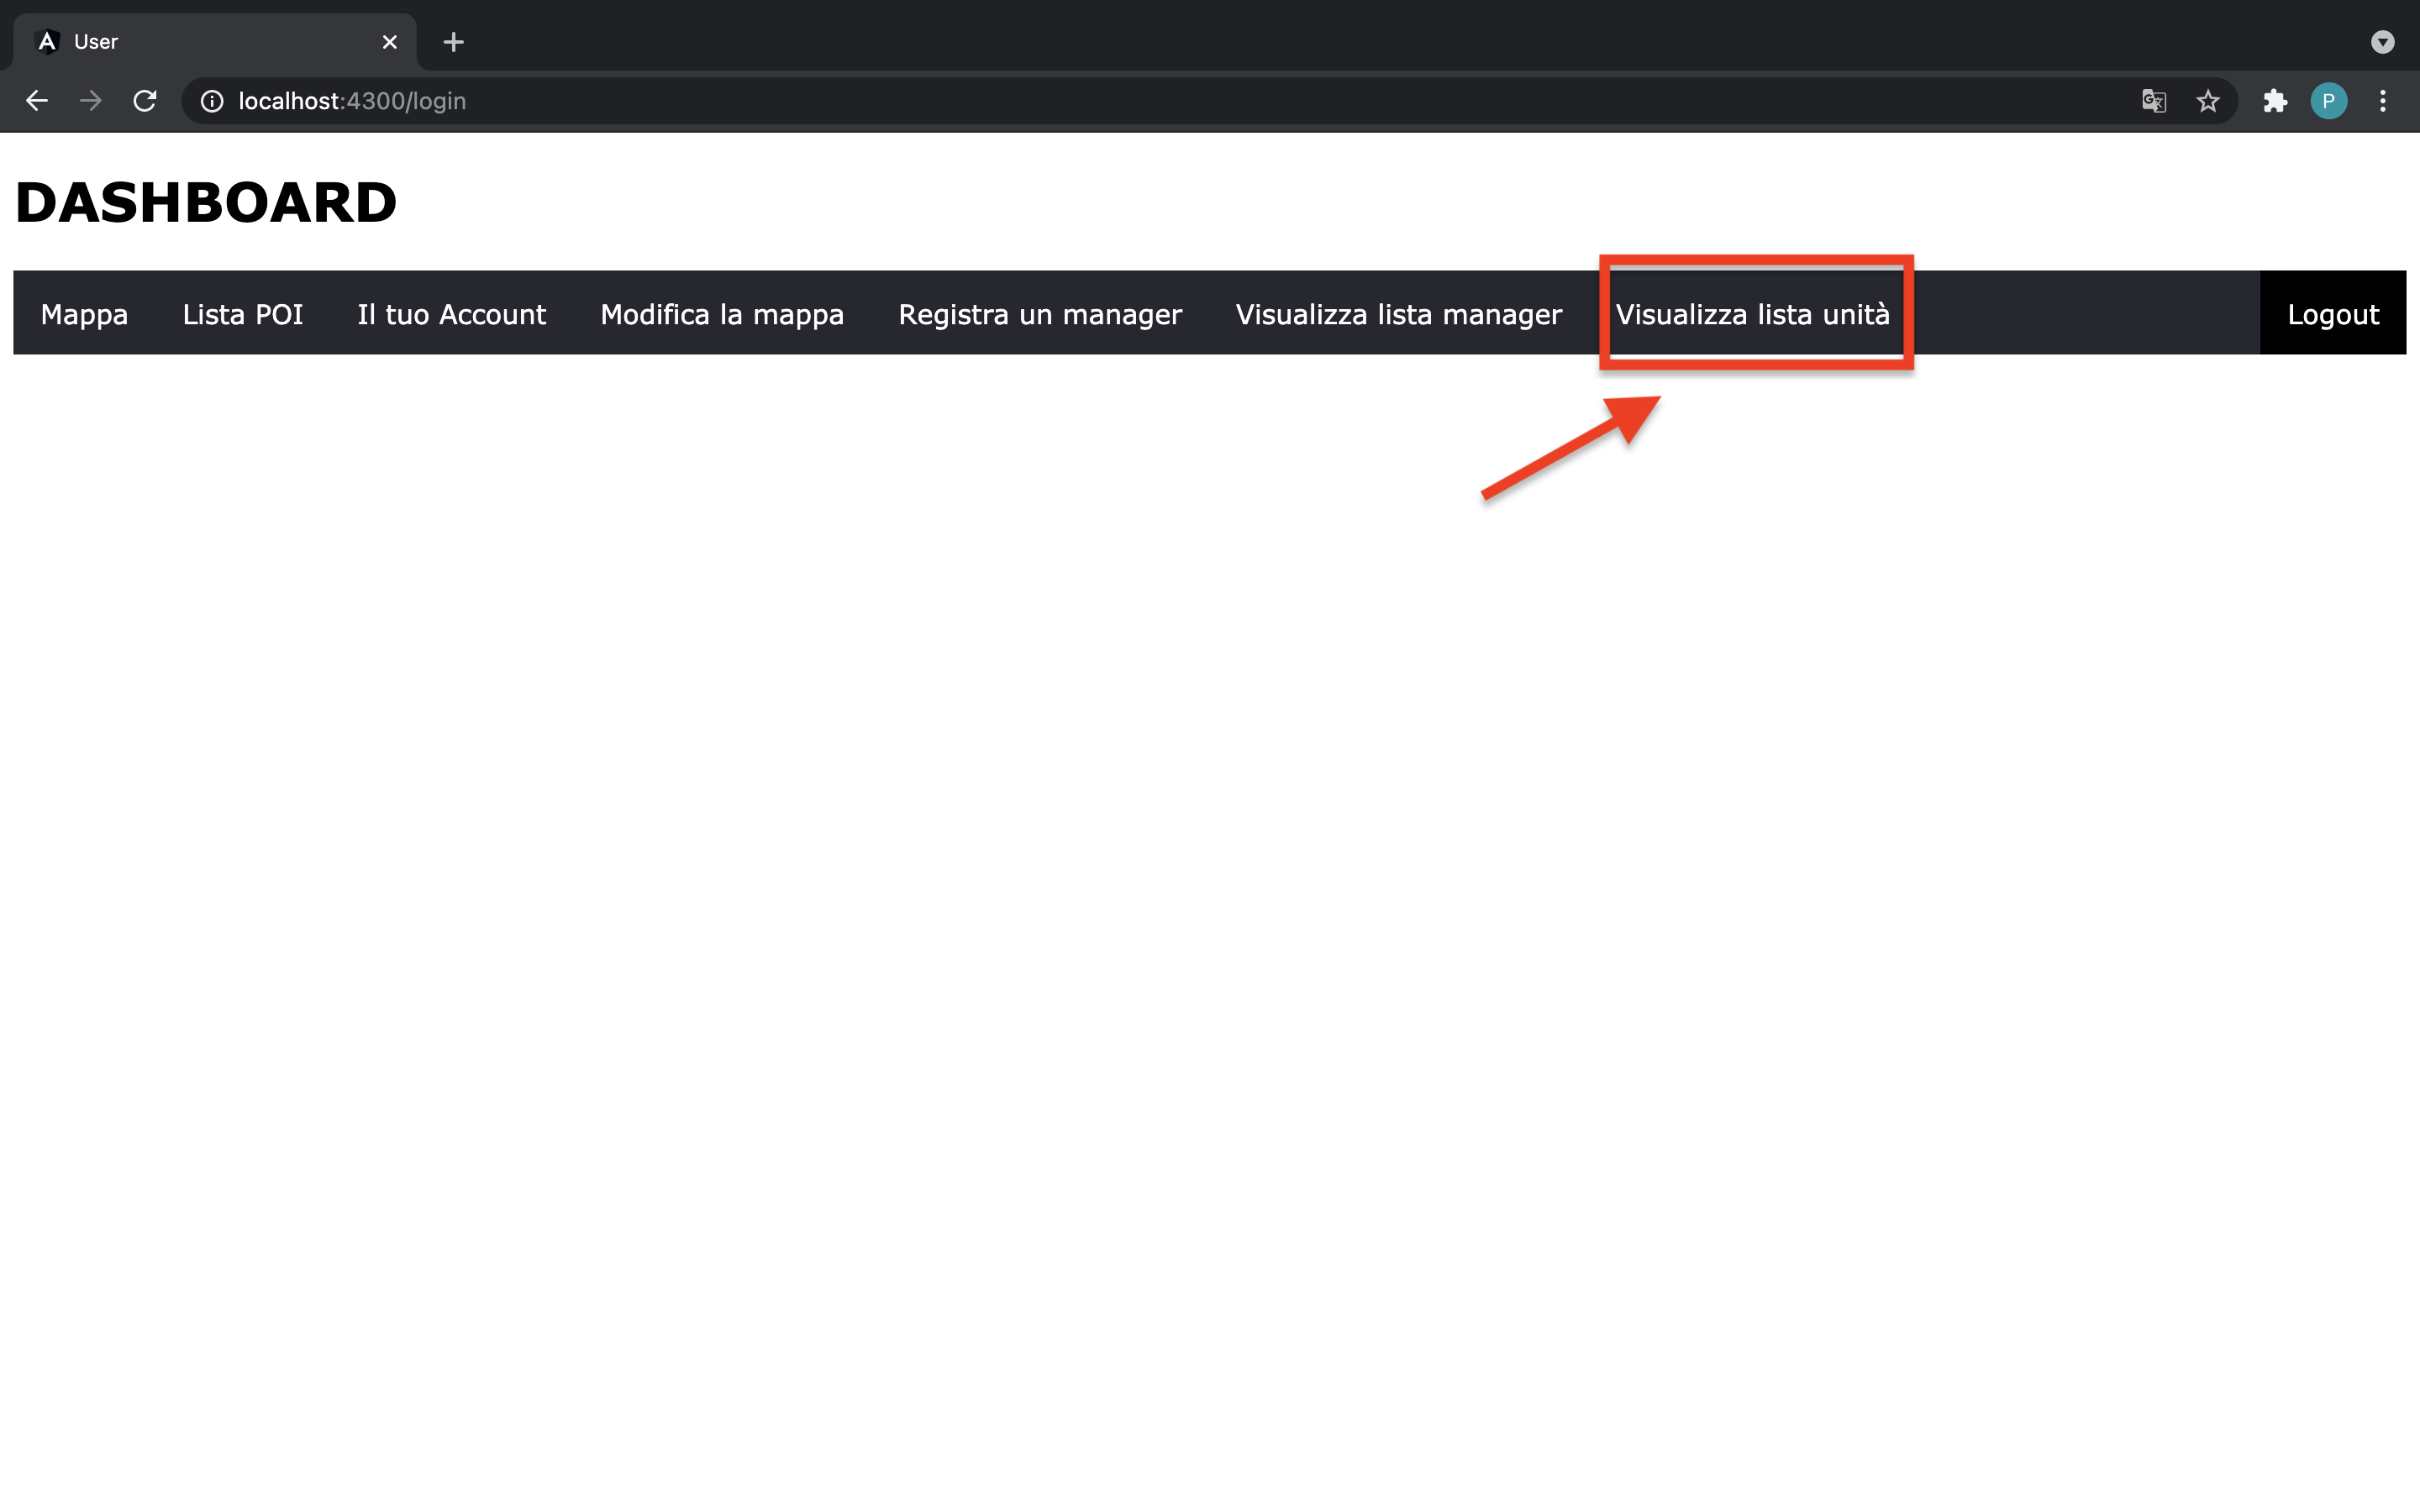 User
localhost:4300/login
P
DASHBOARD
Mappa Lista POI Il tuo Account Modifica la mappa Registra un manager Visualizza lista manager Visualizza lista unità Logout